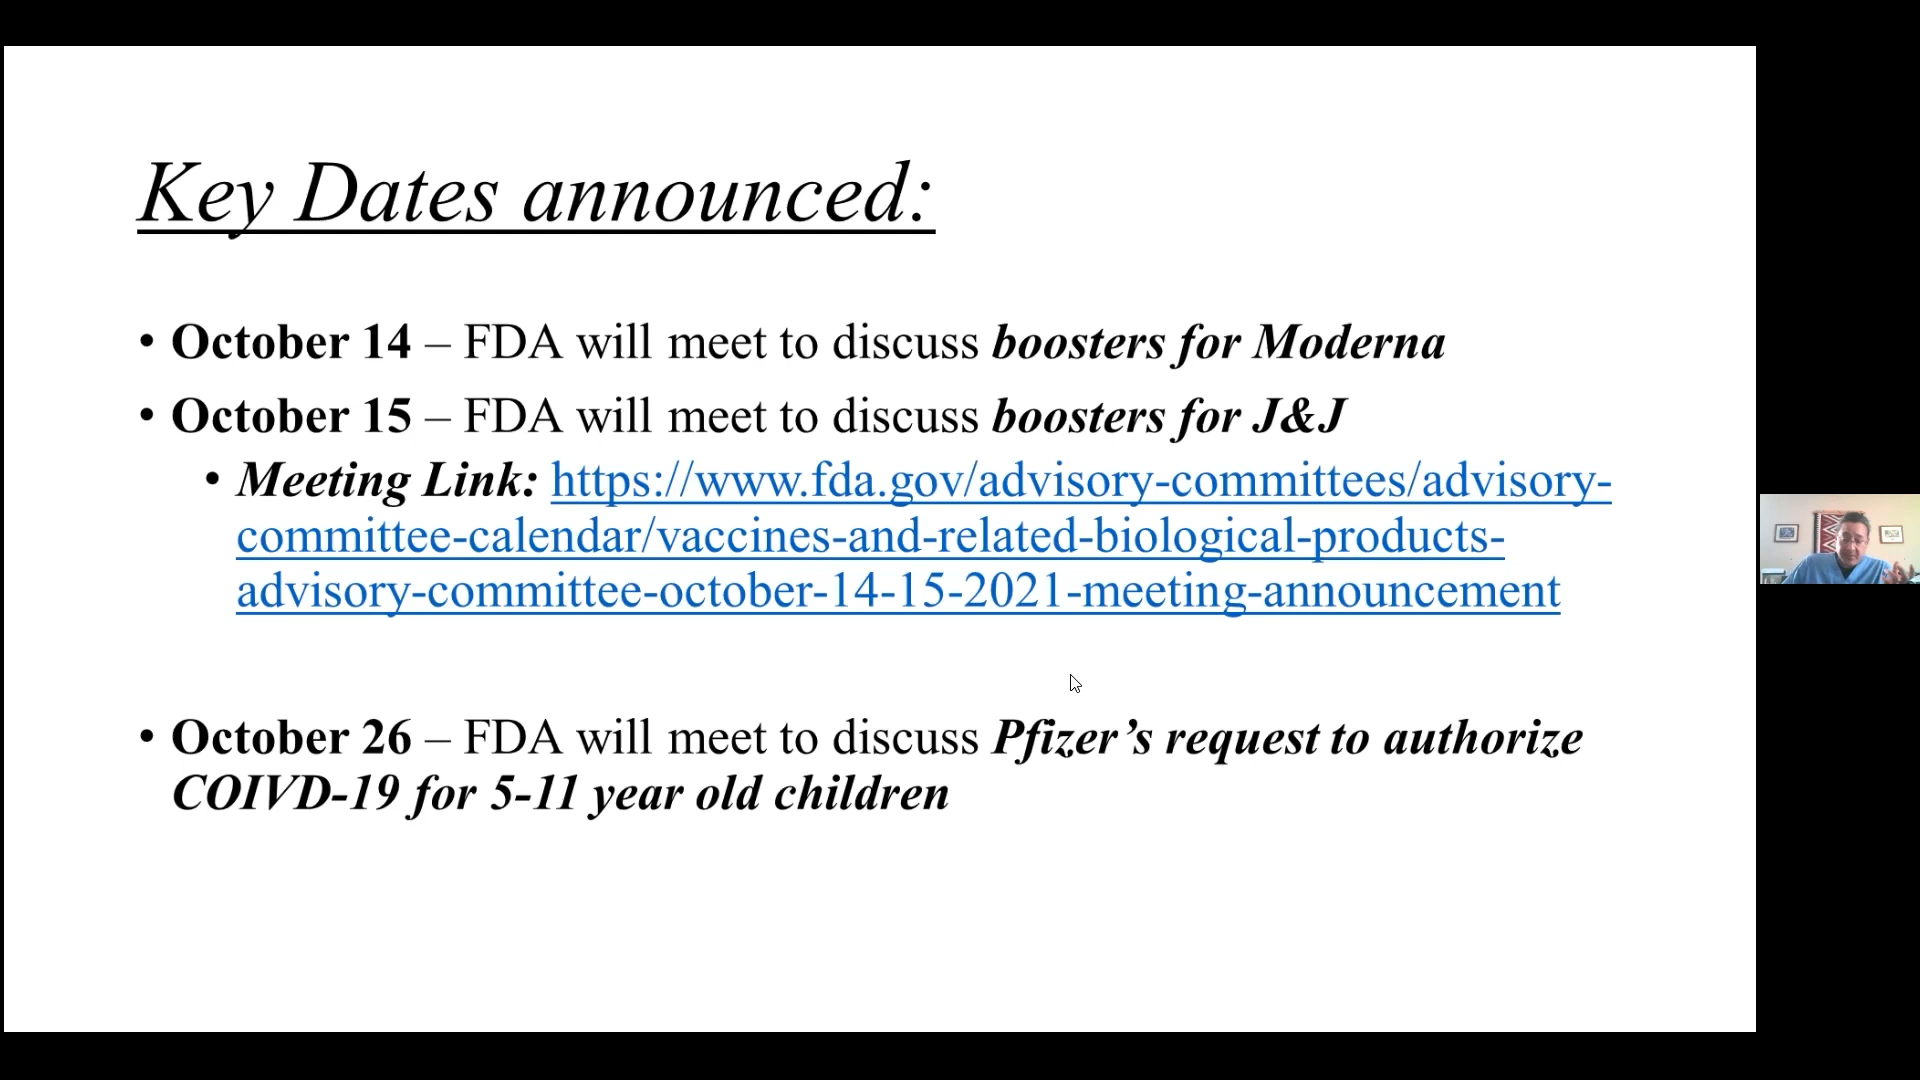 Key Dates announced:
• October 14 – FDA will meet to discuss boosters for Moderna
• October 15 – FDA will meet to discuss boosters for J&J
• Meeting Link: https://www.fda.gov/advisory-committees/advisory-
committee-calendar/vaccines-and-related-biological-products-
advisory-committee-october-14-15-2021-meeting-announcement
• October 26 – FDA will meet to discuss Pfizer’s request to authorize
COIVD-19 for 5-11 year old children